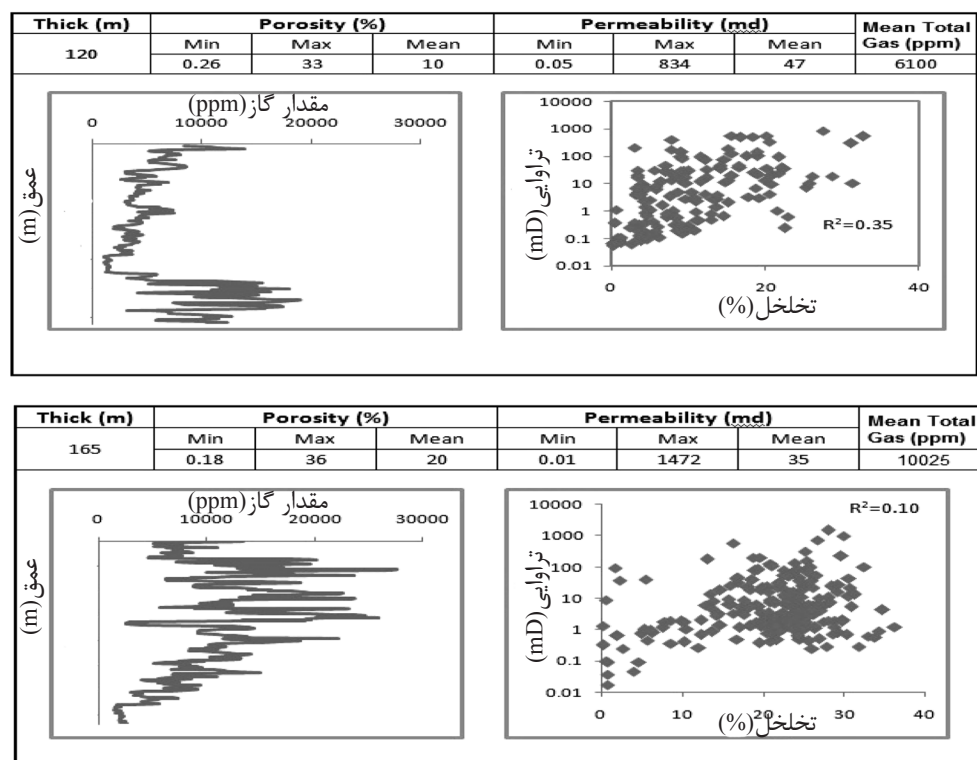 Thick (m) Porosity (%) Permeability (md) Mean Total Gas (ppm)
120 Min Max Mean Min Max Mean
0.26 33 10 0.05 834 47 6100
مقدار گاز(ppm)
0 10000 20000 30000
عمق(m)
10000
1000
100
10
1
0.1
0.01
تراوایی(mD)
R²=0.35
0 20 40
تخلخل(%)
Thick (m) Porosity (%) Permeability (md) Mean Total Gas (ppm)
165 Min Max Mean Min Max Mean
0.18 36 20 0.01 1472 35 10025
مقدار گاز(ppm)
0 10000 20000 30000
عمق(m)
R²=0.10
10000
1000
100
10
1
0.1
0.01
تراوایی(mD)
0 10 20 30 40
تخلخل(%)